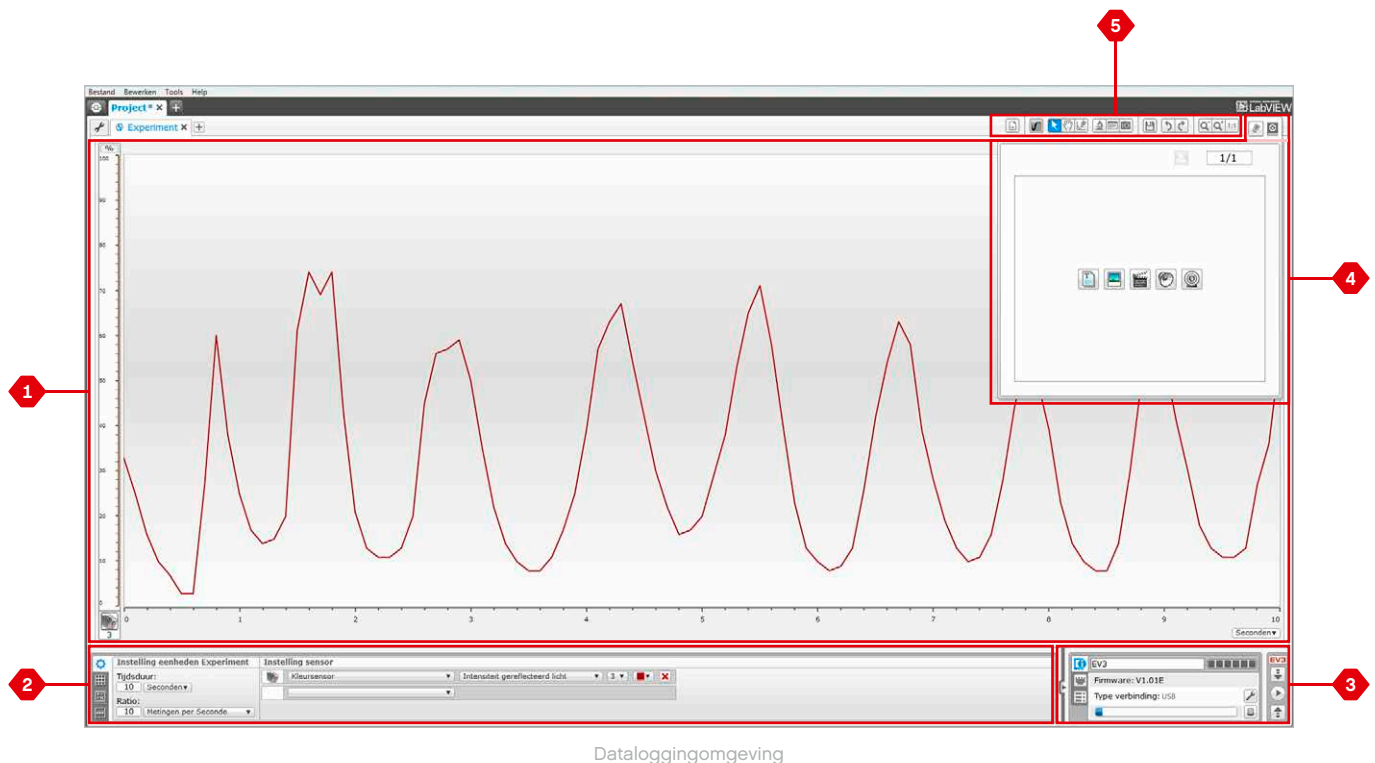 5
Bestand Bewerken Tools Help
Project* X +
LabVIEW
Experiment X +
1/1
%
100
90
80
70
60
50
40
30
20
10
0
4
1
0 1 2 3 4 5 6 7 8 9 10
3
Seconden
2
Instelling eenheden Experiment
Tijdsduur:
10 Seconden
Ratio:
10 Metingen per Seconde
Instelling sensor
Kleursensor Intensiteit gereflecteerd licht 3
EV3
Firmware: V1.01E
Type verbinding: USB
EV3
3
Dataloggingomgeving